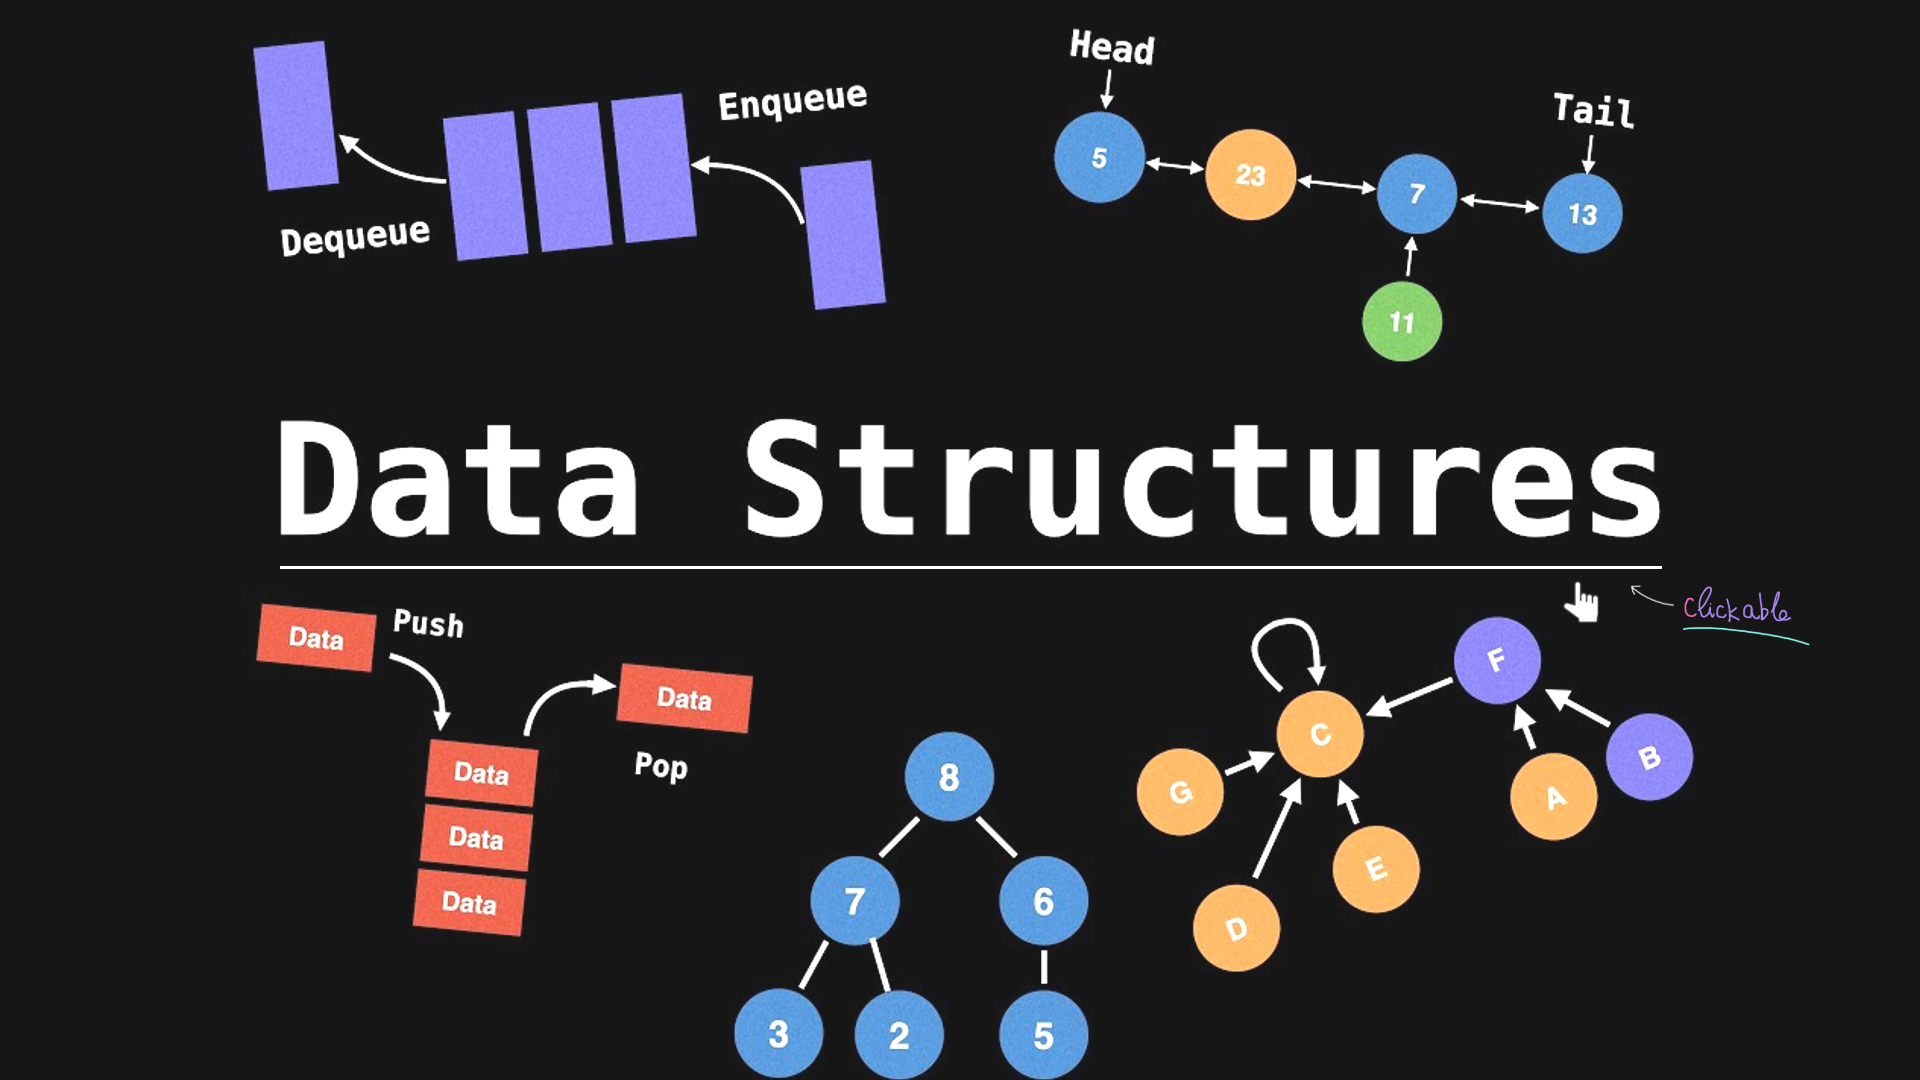 Enqueue
Dequeue
Head
Tail
5
23
7
13
11
Data Structures
clickable
Data
Push
Data
Pop
Data
Data
Data
8
7
6
3
2
5
F
C
B
G
A
E
D